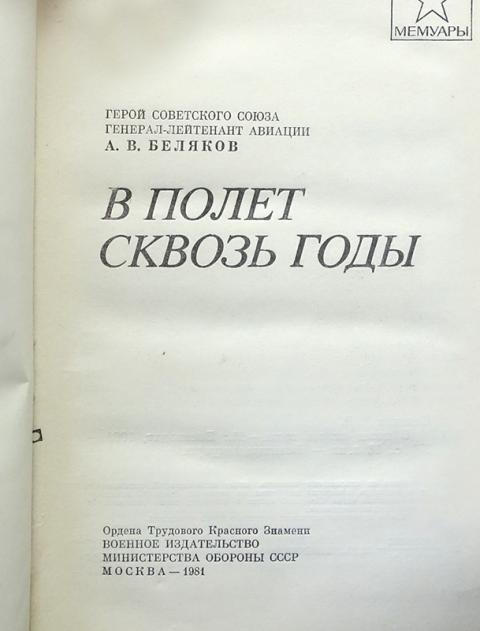 МЕМУАРЫ
ГЕРОЙ СОВЕТСКОГО СОЮЗА
ГЕНЕРАЛ-ЛЕЙТЕНАНТ АВИАЦИИ
А. В. БЕЛЯКОВ
В ПОЛЕТ
СКВОЗЬ ГОДЫ
Ордена Трудового Красного Знамени
ВОЕННОЕ ИЗДАТЕЛЬСТВО
МИНИСТЕРСТВА ОБОРОНЫ СССР
МОСКВА — 1981